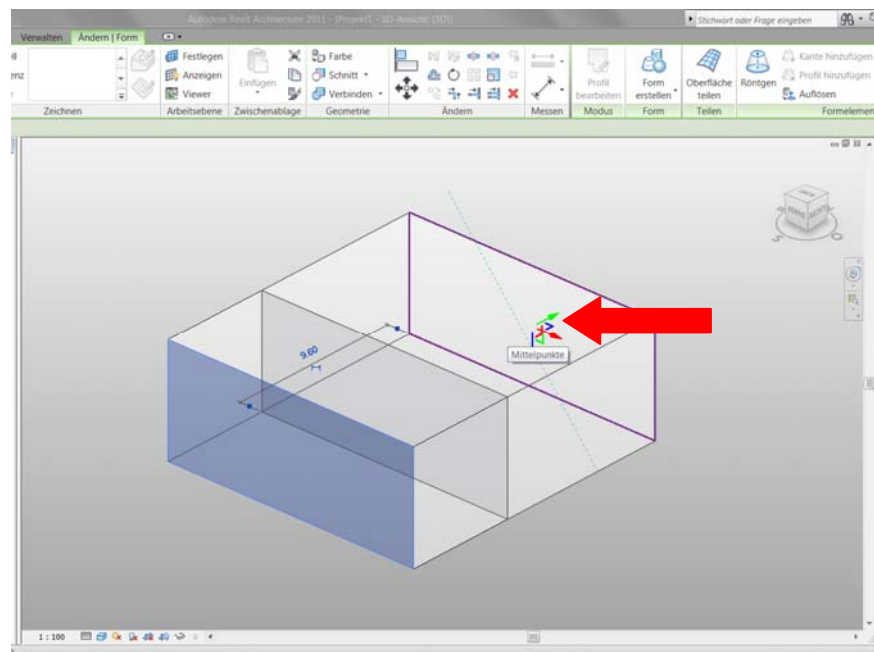 Autodesk Revit Architecture 2011 - [Projekt1 - 3D-Ansicht: {3D}]
Stichwort oder Frage eingeben
Verwalten Ändern | Form
Festlegen
Anzeigen
Viewer
Einfügen
Farbe
Schnitt
Verbinden
Profil
bearbeiten
Form
erstellen
Oberfläche
teilen
Röntgen
Kante hinzufügen
Profil hinzufügen
Auflösen
Zeichnen Arbeitsebene Zwischenablage Geometrie Ändern Messen Modus Form Teilen Formelemen
9.60
Mittelpunkte
1 : 100